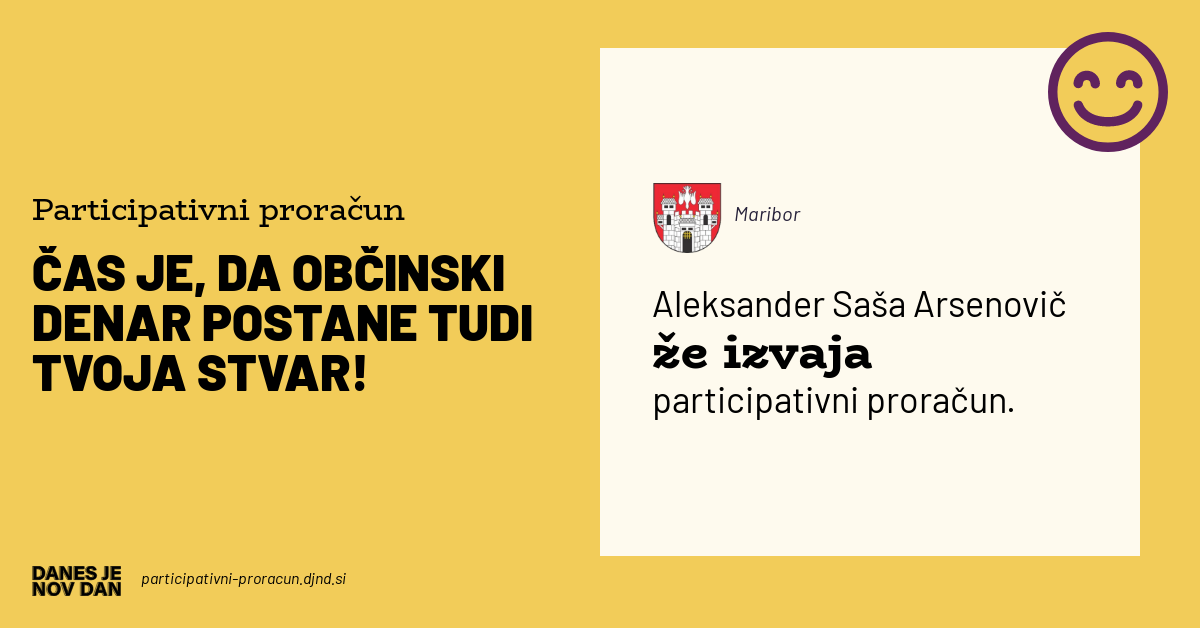 Participativni proračun
ČAS JE, DA OBČINSKI
DENAR POSTANE TUDI
TVOJA STVAR!
Maribor
Aleksander Saša Arsenovič
že izvaja
participativni proračun.
DANES JE
NOV DAN
participativni-proracun.djnd.si